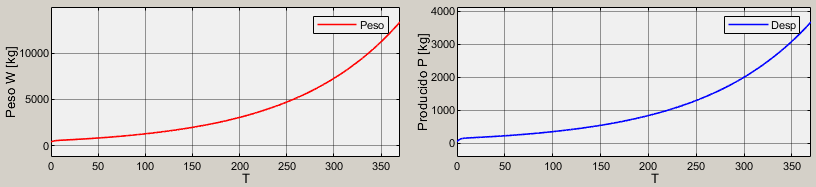 Peso W [kg]
10000
5000
0
0 50 100 150 200 250 300 350
T
Peso
Producido P [kg]
4000
3000
2000
1000
0
0 50 100 150 200 250 300 350
T
Desp